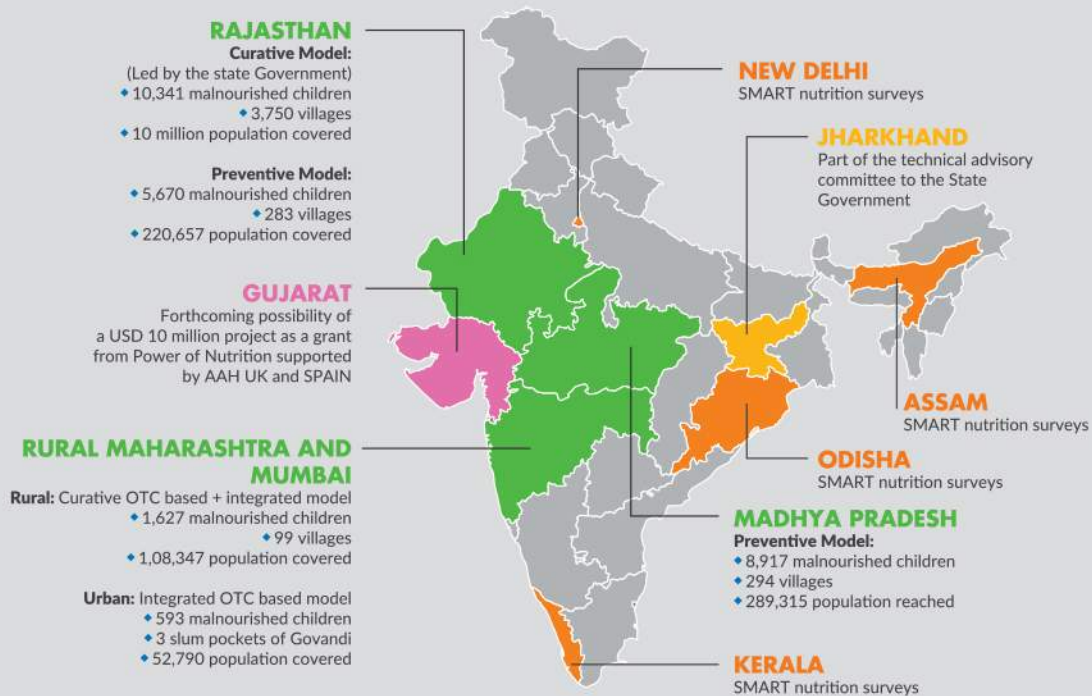 RAJASTHAN
Curative Model:
(Led by the state Government)
◆ 10,341 malnourished children
◆ 3,750 villages
◆ 10 million population covered
Preventive Model:
◆ 5,670 malnourished children
◆ 283 villages
◆ 220,657 population covered
GUJARAT
Forthcoming possibility of
a USD 10 million project as a grant
from Power of Nutrition supported
by AAH UK and SPAIN
RURAL MAHARASHTRA AND
MUMBAI
Rural: Curative OTC based + integrated model
◆ 1,627 malnourished children
◆ 99 villages
◆ 1,08,347 population covered
Urban: Integrated OTC based model
◆ 593 malnourished children
◆ 3 slum pockets of Govandi
◆ 52,790 population covered
NEW DELHI
SMART nutrition surveys
JHARKHAND
Part of the technical advisory
committee to the State
Government
ASSAM
SMART nutrition surveys
ODISHA
SMART nutrition surveys
MADHYA PRADESH
Preventive Model:
◆ 8,917 malnourished children
◆ 294 villages
◆ 289,315 population reached
KERALA
SMART nutrition surveys